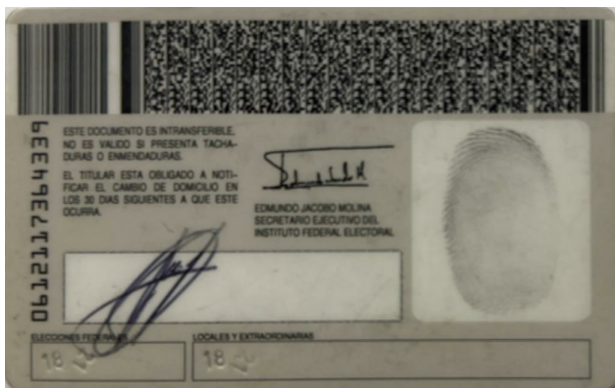 0612117364339
ESTE DOCUMENTO ES INTRANSFERIBLE,
NO ES VALIDO SI PRESENTA TACHA-
DURAS O ENMENDADURAS.
EL TITULAR ESTA OBLIGADO A NOTI-
FICAR EL CAMBIO DE DOMICILIO EN
LOS 30 DIAS SIGUIENTES A QUE ESTE
OCURRA.
EDMUNDO JACOBO MOLINA
SECRETARIO EJECUTIVO DEL
INSTITUTO FEDERAL ELECTORAL
ELECCIONES FEDERALES
LOCALES Y EXTRAORDINARIAS
18
18